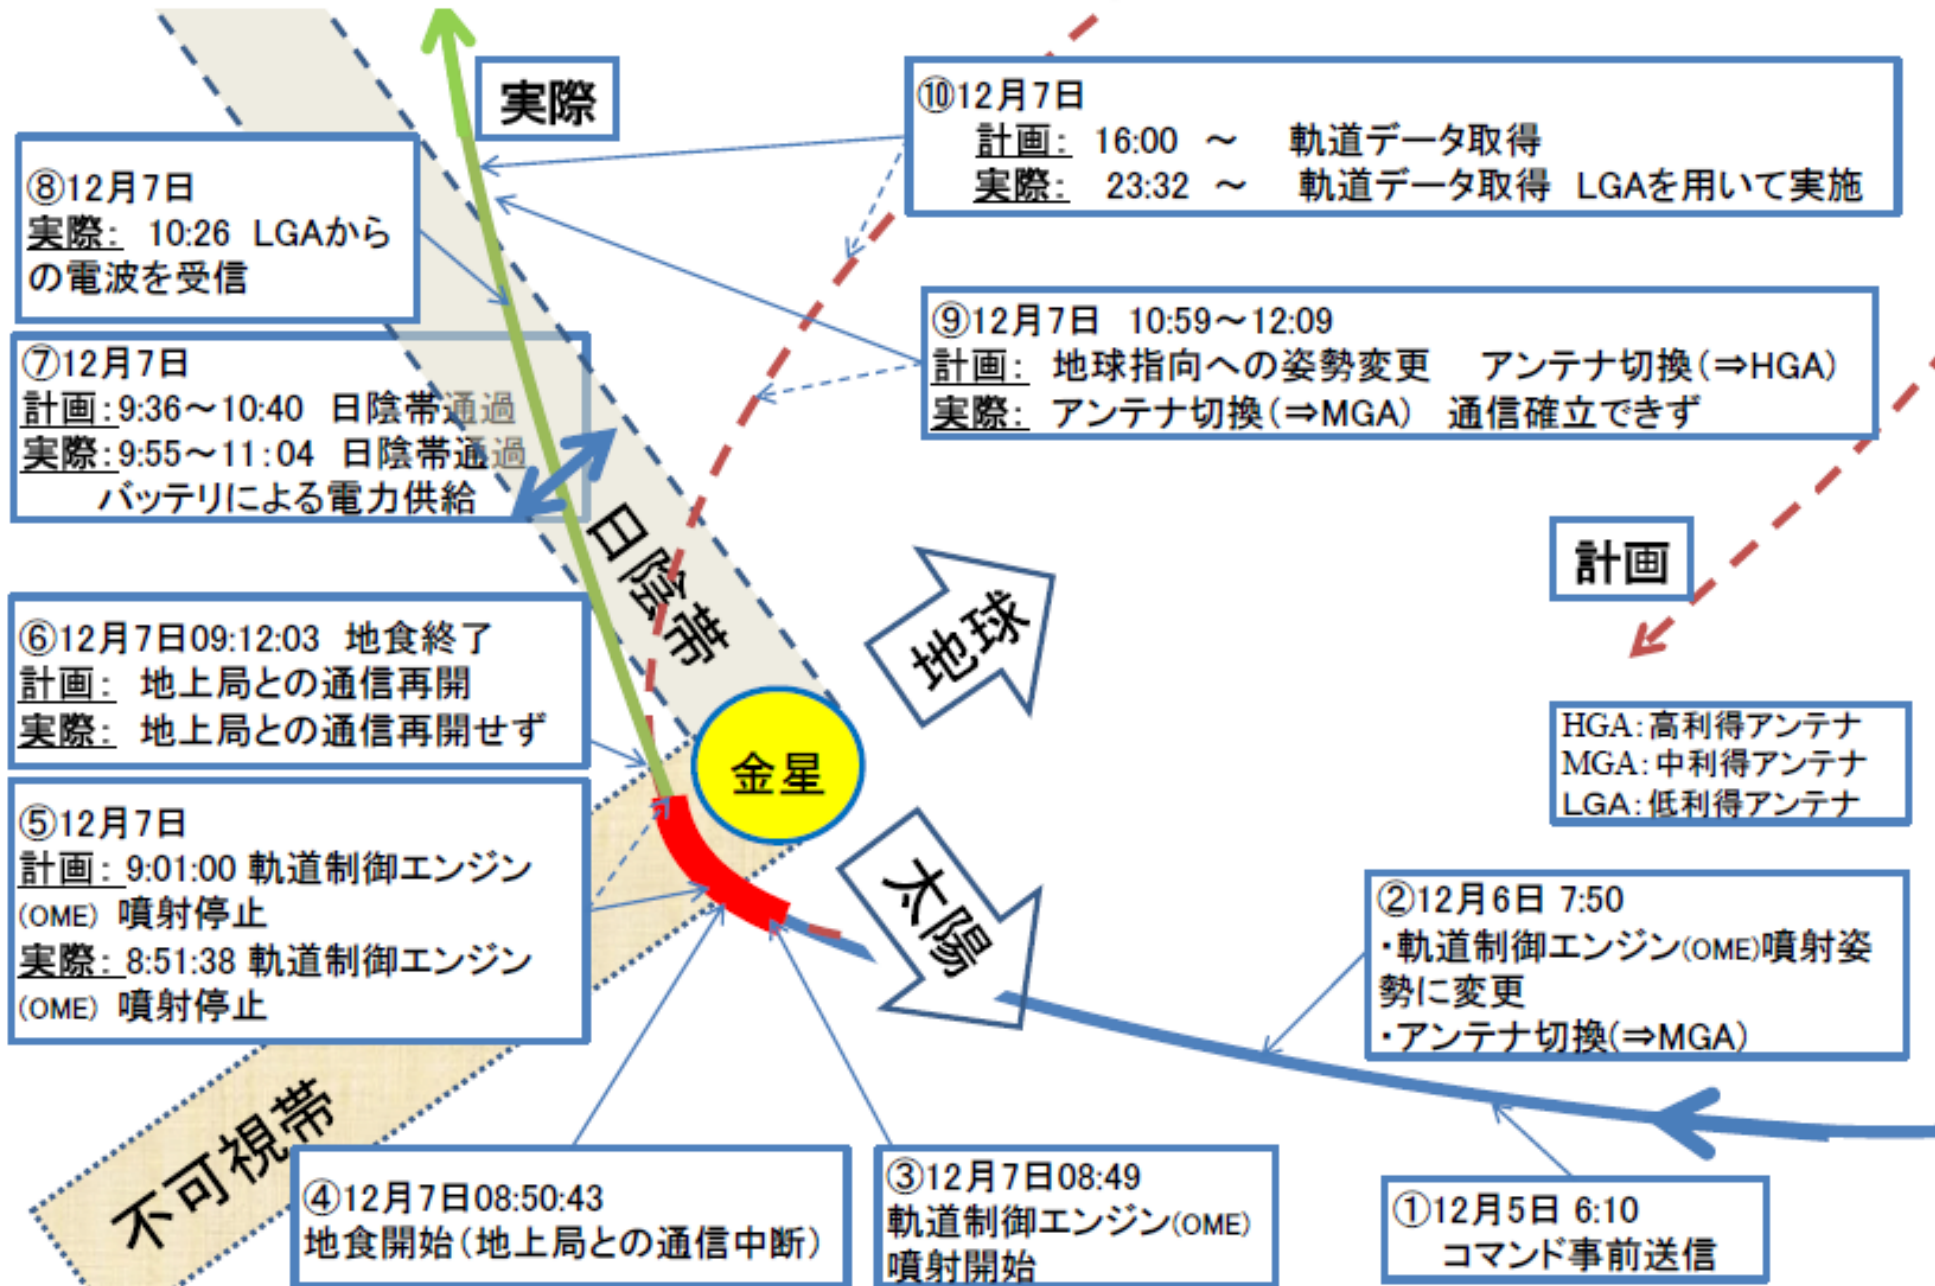 実際
⑩12月7日
計画: 16:00 ～ 軌道データ取得
実際: 23:32 ～ 軌道データ取得 LGAを用いて実施
⑧12月7日
実際: 10:26 LGAから
の電波を受信
⑨12月7日 10:59～12:09
計画: 地球指向への姿勢変更 アンテナ切換(⇒HGA)
実際: アンテナ切換(⇒MGA) 通信確立できず
⑦12月7日
計画:9:36～10:40 日陰帯通過
実際:9:55～11:04 日陰帯通過
バッテリによる電力供給
日陰帯
計画
地球
⑥12月7日09:12:03 地食終了
計画: 地上局との通信再開
実際: 地上局との通信再開せず
金星
HGA:高利得アンテナ
MGA:中利得アンテナ
LGA:低利得アンテナ
⑤12月7日
計画: 9:01:00 軌道制御エンジン
(OME) 噴射停止
実際: 8:51:38 軌道制御エンジン
(OME) 噴射停止
太陽
②12月6日 7:50
・軌道制御エンジン(OME)噴射姿
勢に変更
・アンテナ切換(⇒MGA)
不可視帯
④12月7日08:50:43
地食開始(地上局との通信中断)
③12月7日08:49
軌道制御エンジン(OME)
噴射開始
①12月5日 6:10
コマンド事前送信